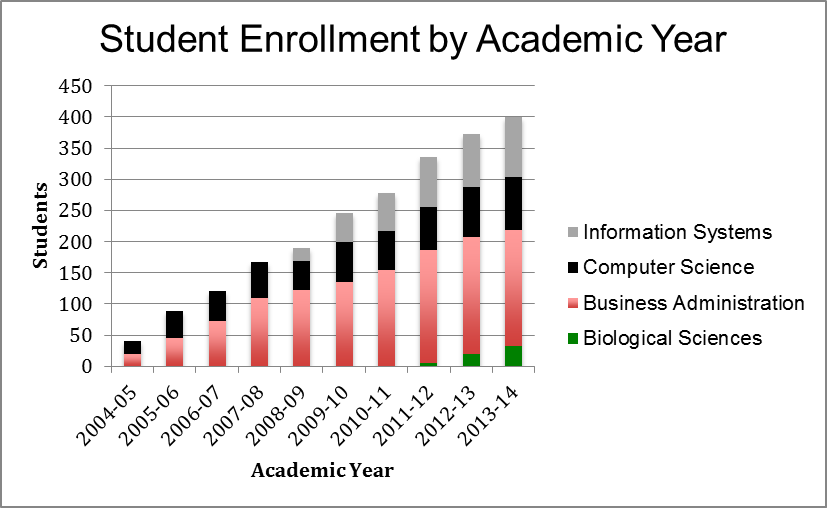 Student Enrollment by Academic Year
450
400
350
300
250
200
150
100
50
0
Students
2004-05
2005-06
2006-07
2007-08
2008-09
2009-10
2010-11
2011-12
2012-13
2013-14
Academic Year
Information Systems
Computer Science
Business Administration
Biological Sciences